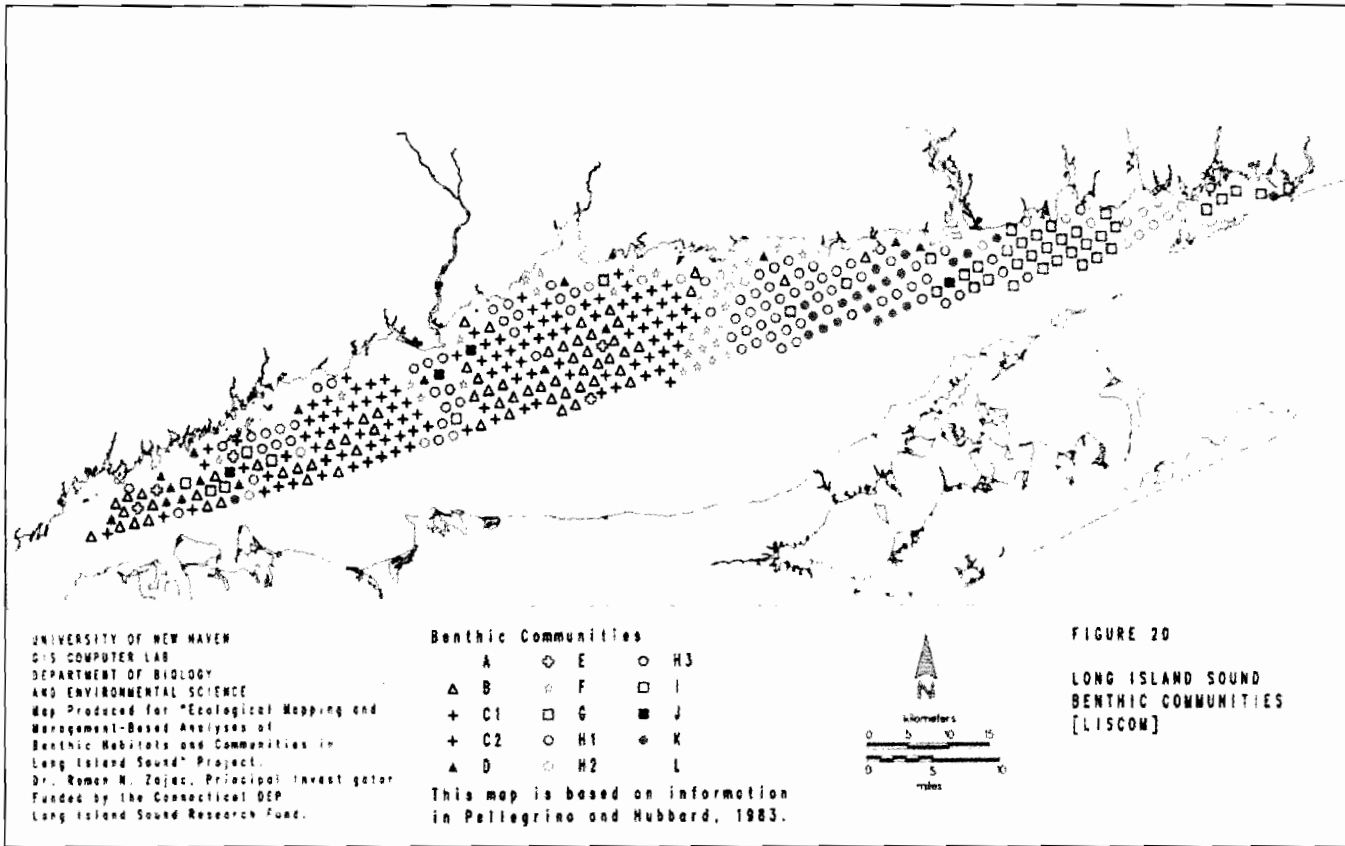 UNIVERSITY OF NEW HAVEN
GIS COMPUTER LAB
DEPARTMENT OF BIOLOGY
AND ENVIRONMENTAL SCIENCE
Map Produced for "Ecological Mapping and
Management-Based Analyses of
Benthic Habitats and Communities in
Long Island Sound" Project.
Dr. Roman N. Zajac, Principal Invest gator
Funded by the Connecticut DEP
Long Island Sound Research Fund.
Benthic Communities
A E H3
B F I
C1 G J
C2 H1 K
D H2 L
This map is based on information
in Pellegrino and Hubbard, 1983.
N
kilometers
0 5 10 15
0 5 10
miles
FIGURE 20
LONG ISLAND SOUND
BENTHIC COMMUNITIES
[LISCOM]